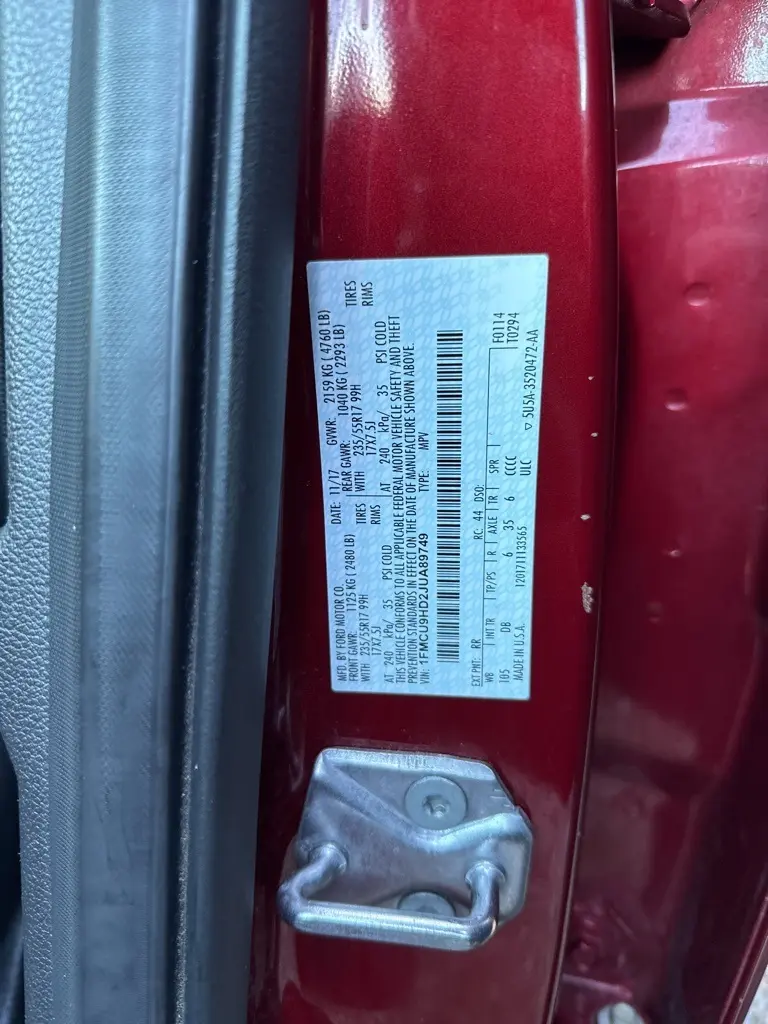 MFD. BY FORD MOTOR CO.
DATE: 11/17 GVWR: 2159 KG ( 4760 LB)
FRONT GAWR: 1125 KG (2480 LB) REAR GAWR: 1040 KG ( 2293 LB)
WITH 235/55R17 99H TIRES WITH 235/55R17 99H TIRES
17X7.5J RIMS 17X7.5J RIMS
AT 240 kPa/ 35 PSI COLD AT 240 kPa/ 35 PSI COLD
THIS VEHICLE CONFORMS TO ALL APPLICABLE FEDERAL MOTOR VEHICLE SAFETY AND THEFT
PREVENTION STANDARDS IN EFFECT ON THE DATE OF MANUFACTURE SHOWN ABOVE.
VIN: 1FMCU9HD2JUA89749 TYPE: MPV
EXT PNT: RR RC: 44 DSO:
F0114
WB INT TR TP/PS R AXLE TR SPR T0294
105 DB 6 35 6 CCCC
MADE IN U.S.A. 120171133565 ULC ▽ 5U5A-3520472-AA